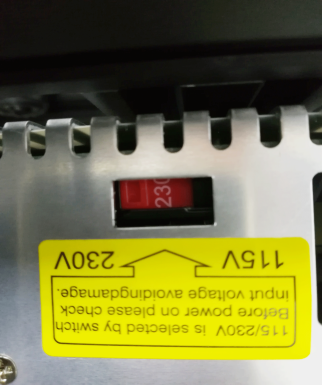 115/230V is selected by switch
Before power on please check
input voltage avoidingdamage.
115V 230V
230